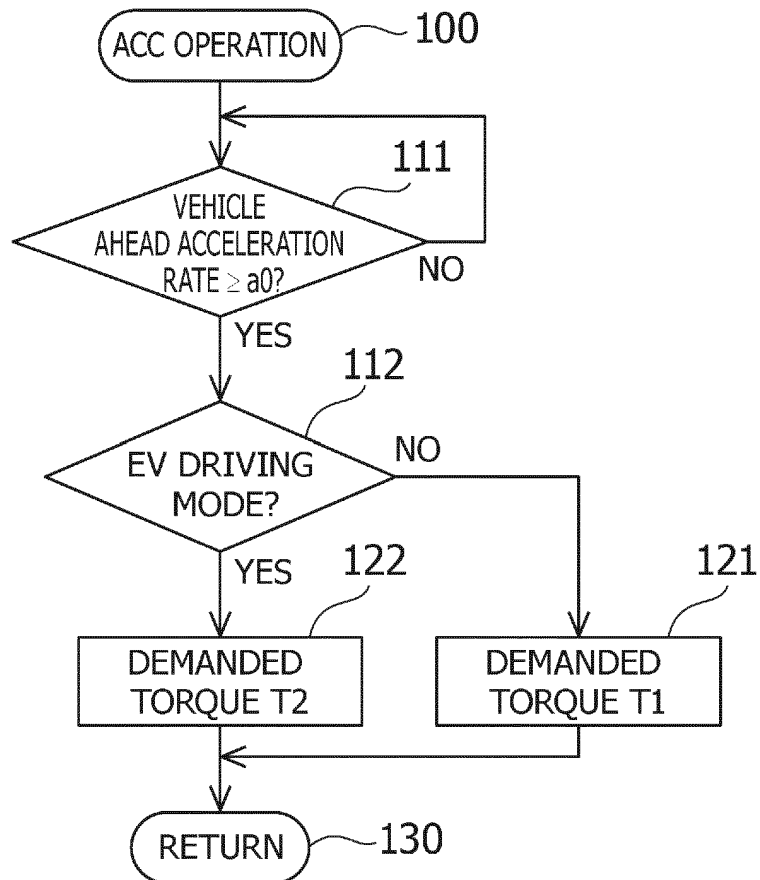 ACC OPERATION
100
111
VEHICLE
AHEAD ACCELERATION
RATE ≥ a0?
NO
YES
112
EV DRIVING
MODE?
NO
YES
122
121
DEMANDED
TORQUE T2
DEMANDED
TORQUE T1
RETURN
130